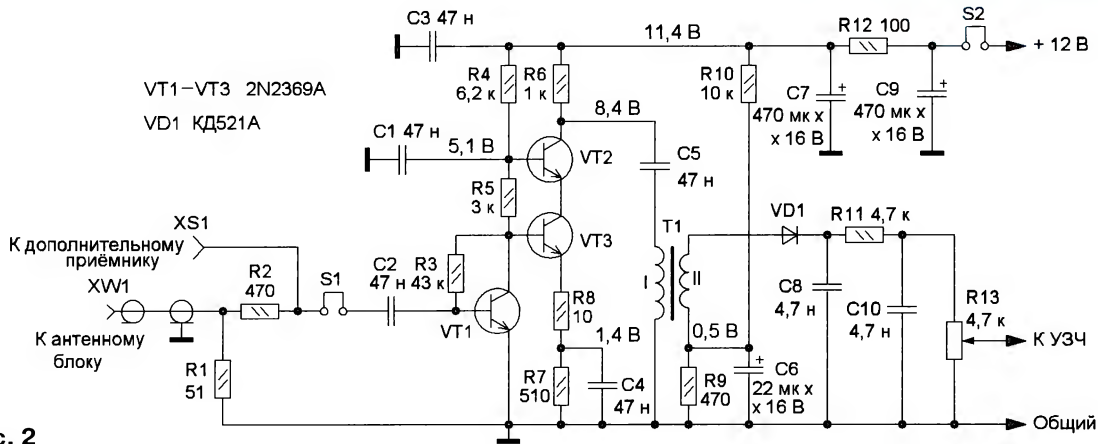 C3 47 н
11,4 В
R12 100
S2
+ 12 В
R4
6,2 к
R6
1 к
R10
10 к
C7
470 мк х
х 16 В
C9
470 мк х
х 16 В
VT1–VT3 2N2369A
VD1 КД521А
8,4 В
C1 47 н
5,1 В
VT2
C5
47 н
R5
3 к
XS1
К дополнительному
приёмнику
XW1
R2
470
S1
C2
47 н
R3
43 к
VT3
T1
VD1
R11 4,7 к
I
II
C8
4,7 н
C10
4,7 н
R13
4,7 к
VT1
R8
10
К антенному
блоку
1,4 В
0,5 В
К УЗЧ
R1
51
R7
510
C4
47 н
R9
470
C6
22 мк х
х 16 В
Общий
с. 2